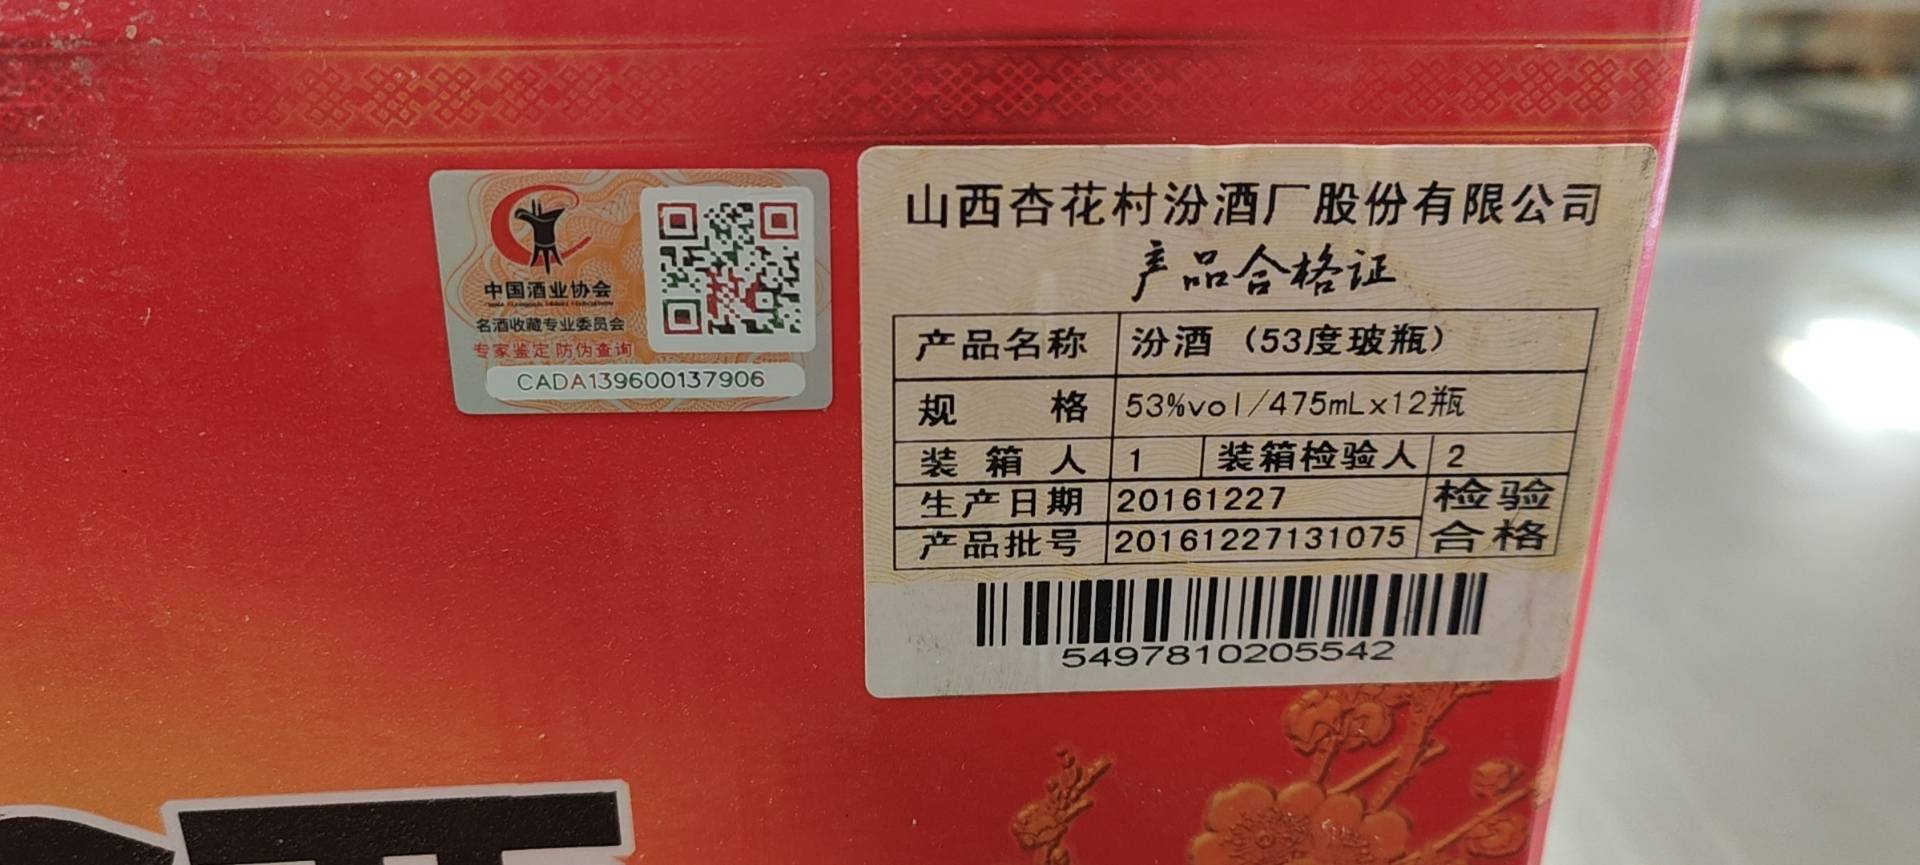 中国酒业协会
名酒收藏专业委员会
专家鉴定 防伪查询
CADA139600137906
山西杏花村汾酒厂股份有限公司
产品合格证
产品名称 汾酒（53度玻瓶）
规格 53%vol/475mLx12瓶
装箱人 1 装箱检验人 2
生产日期 20161227
产品批号 20161227131075
检验
合格
5497810205542